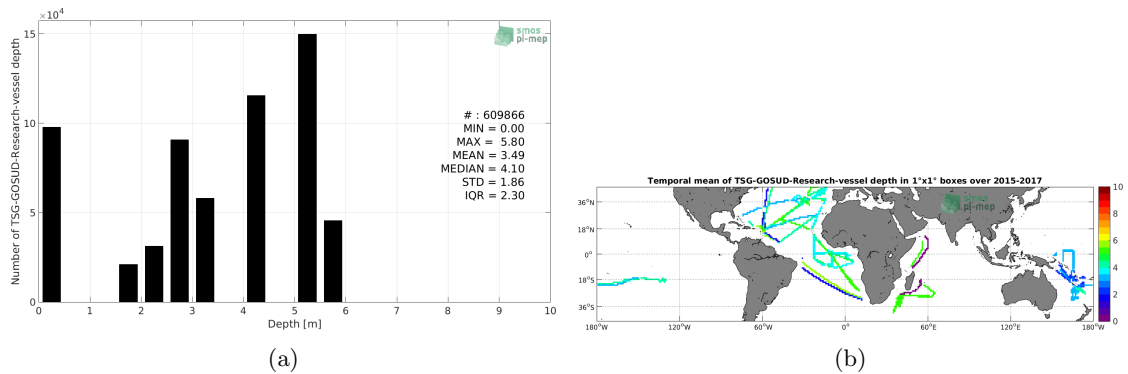 ×10⁴
15
10
5
0
Number of TSG-GOSUD-Research-vessel depth
smos
pi-mep
# : 609866
MIN = 0.00
MAX = 5.80
MEAN = 3.49
MEDIAN = 4.10
STD = 1.86
IQR = 2.30
0 1 2 3 4 5 6 7 8 9 10
Depth [m]
(a)
Temporal mean of TSG-GOSUD-Research-vessel depth in 1°x1° boxes over 2015-2017
smos
pi-mep
36°N
18°N
0°
18°S
36°S
180°W 120°W 60°W 0° 60°E 120°E 180°E
10
8
6
4
2
0
(b)